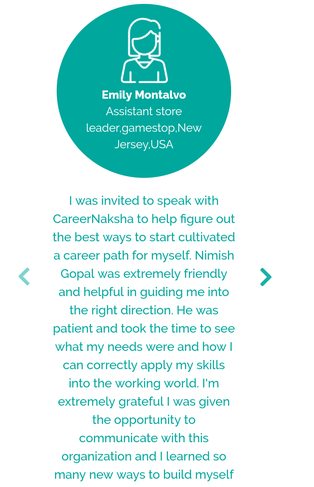 Emily Montalvo
Assistant store
leader,gamestop,New
Jersey,USA
I was invited to speak with
CareerNaksha to help figure out
the best ways to start cultivated
a career path for myself. Nimish
Gopal was extremely friendly
and helpful in guiding me into
the right direction. He was
patient and took the time to see
what my needs were and how I
can correctly apply my skills
into the working world. I'm
extremely grateful I was given
the opportunity to
communicate with this
organization and I learned so
many new ways to build myself